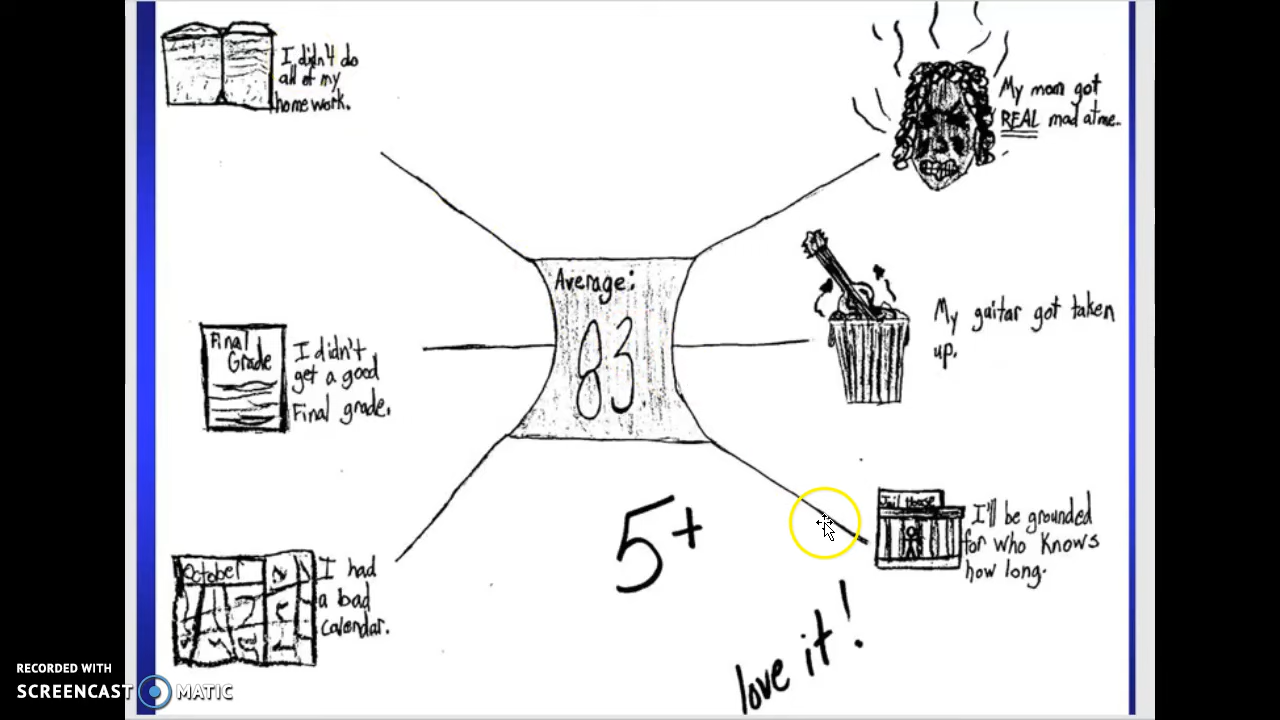 I didn't do
all of my
homework.
My mom got
REAL mad at me.
Average:
83
My guitar got taken
up.
Final
Grade
I didn't
get a good
Final grade.
Jail House
I'll be grounded
for who knows
how long.
October
I had
a bad
calendar.
5+
love it!
RECORDED WITH
SCREENCAST MATIC